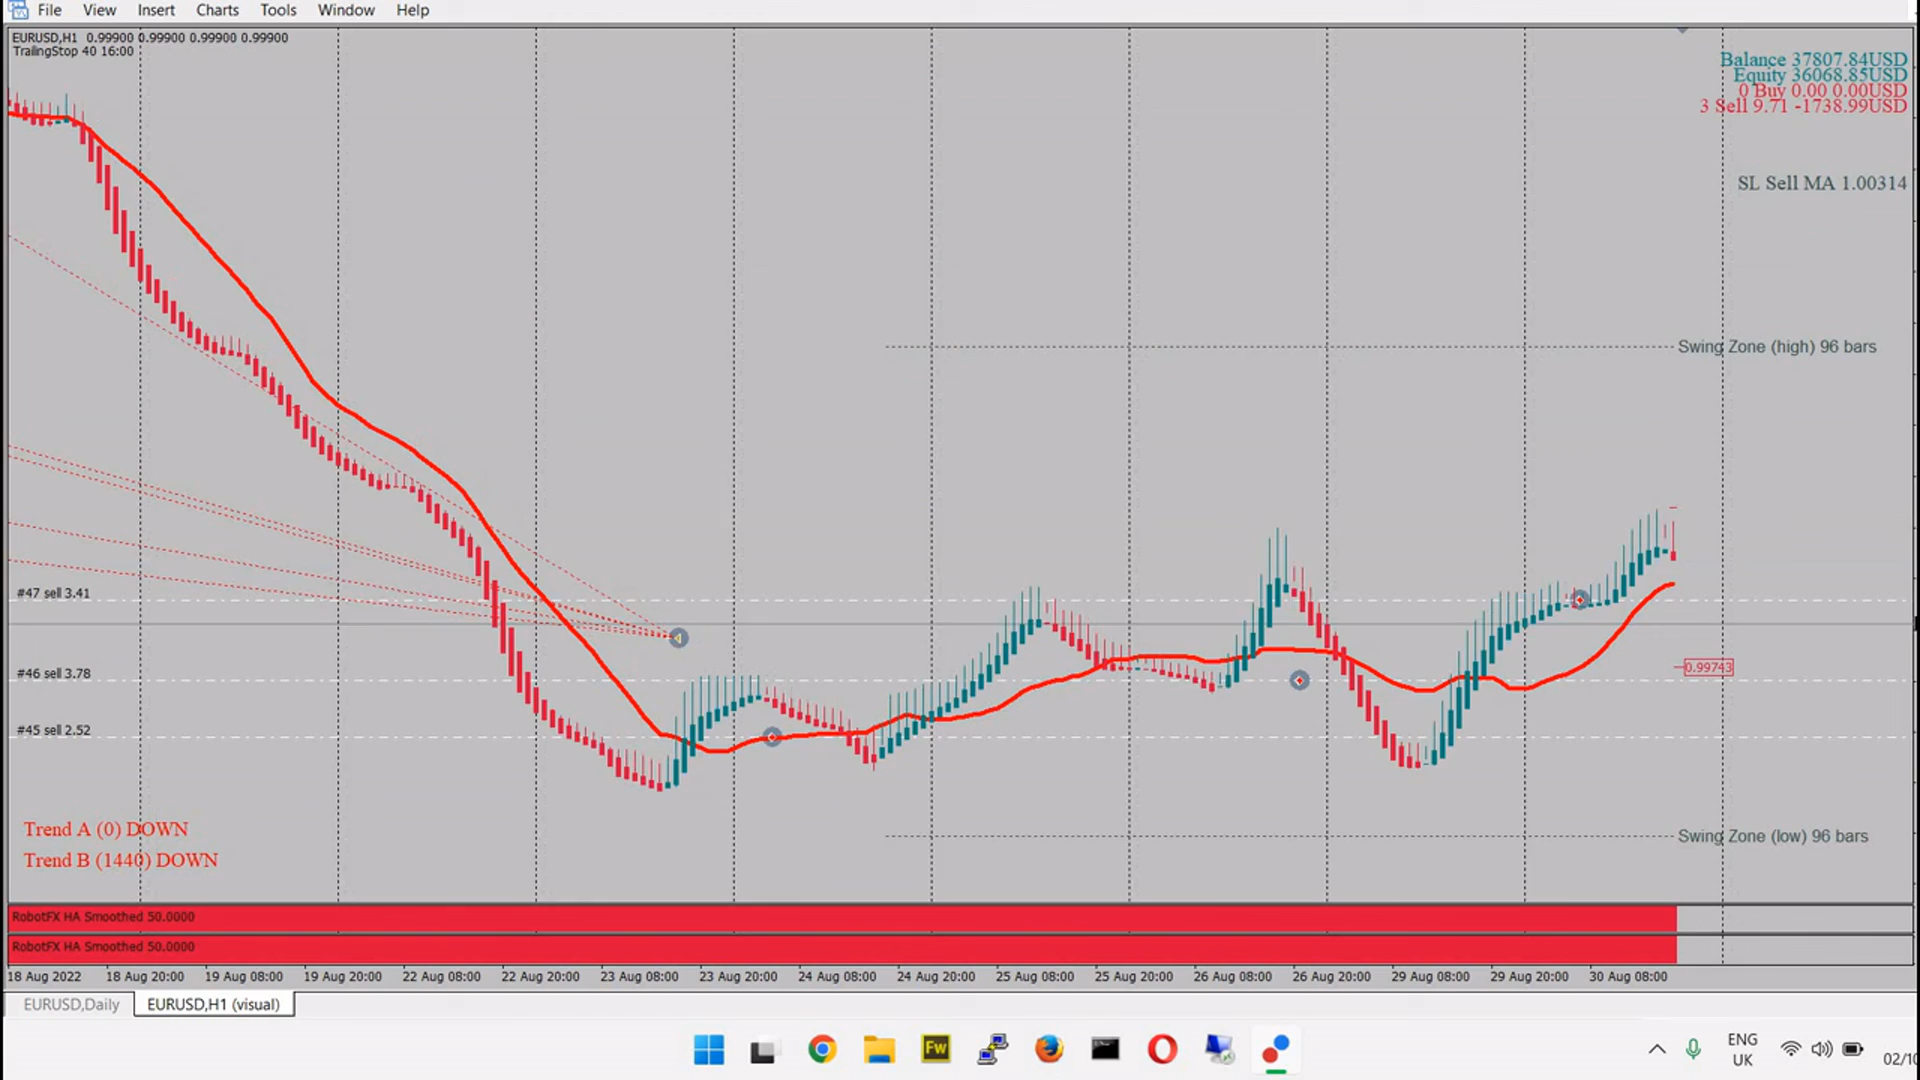 File View Insert Charts Tools Window Help
EURUSD,H1 0.99900 0.99900 0.99900 0.99900
TrailingStop 40 16:00
Balance 37807.84USD
Equity 36068.85USD
0 Buy 0.00 0.00USD
3 Sell 9.71 -1738.99USD
SL Sell MA 1.00314
Swing Zone (high) 96 bars
#47 sell 3.41
0.99743
#46 sell 3.78
#45 sell 2.52
Trend A (0) DOWN
Swing Zone (low) 96 bars
Trend B (1440) DOWN
RobotFX HA Smoothed 50.0000
RobotFX HA Smoothed 50.0000
18 Aug 2022 18 Aug 20:00 19 Aug 08:00 19 Aug 20:00 22 Aug 08:00 22 Aug 20:00 23 Aug 08:00 23 Aug 20:00 24 Aug 08:00 24 Aug 20:00 25 Aug 08:00 25 Aug 20:00 26 Aug 08:00 26 Aug 20:00 29 Aug 08:00 29 Aug 20:00 30 Aug 08:00
EURUSD,Daily EURUSD,H1 (visual)
Fw
ENG
UK
02/10